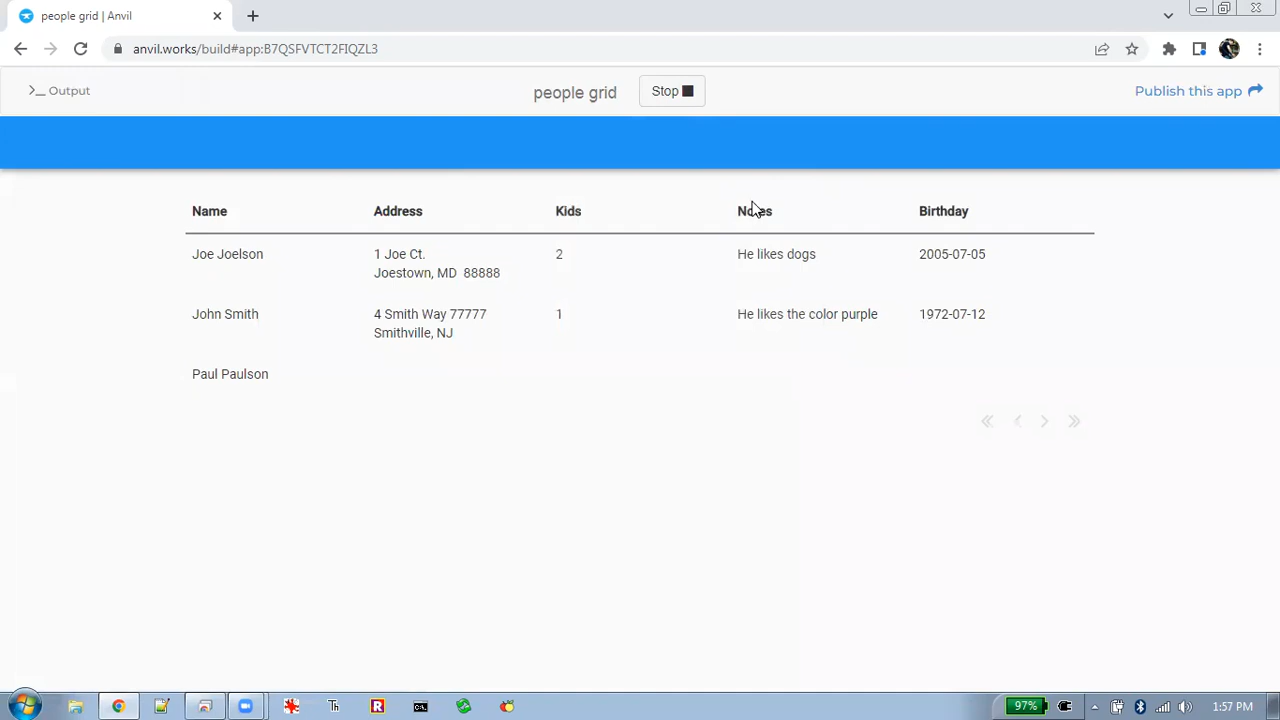 people grid | Anvil
anvil.works/build#app:B7QSFVTCT2FIQZL3
>_ Output
people grid
Stop
Publish this app
Name Address Kids Notes Birthday
Joe Joelson 1 Joe Ct. 2 He likes dogs 2005-07-05
Joestown, MD  88888
John Smith 4 Smith Way 77777 1 He likes the color purple 1972-07-12
Smithville, NJ
Paul Paulson
Th
R
C:\
97%
1:57 PM